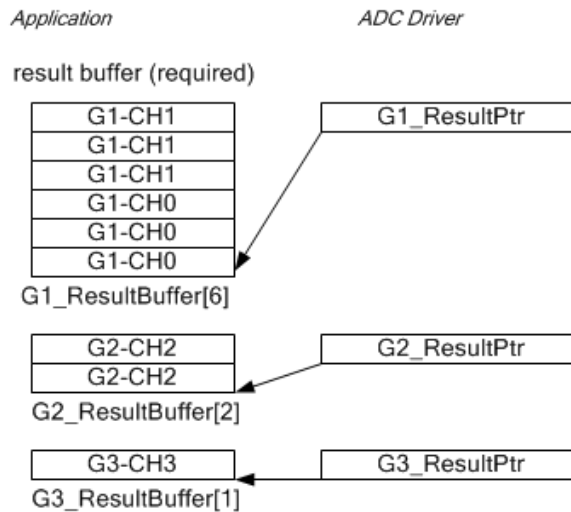 Application ADC Driver
result buffer (required)
G1-CH1 G1_ResultPtr
G1-CH1
G1-CH1
G1-CH0
G1-CH0
G1-CH0
G1_ResultBuffer[6]
G2-CH2 G2_ResultPtr
G2-CH2
G2_ResultBuffer[2]
G3-CH3 G3_ResultPtr
G3_ResultBuffer[1]